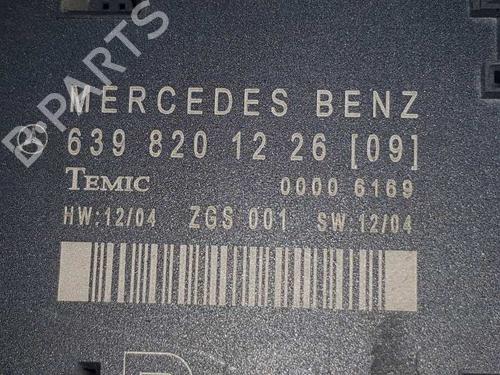 B PARTS
MERCEDES BENZ
639 820 12 26 [09]
TEMIC 0000 6169
HW:12/04 ZGS 001 SW:12/04